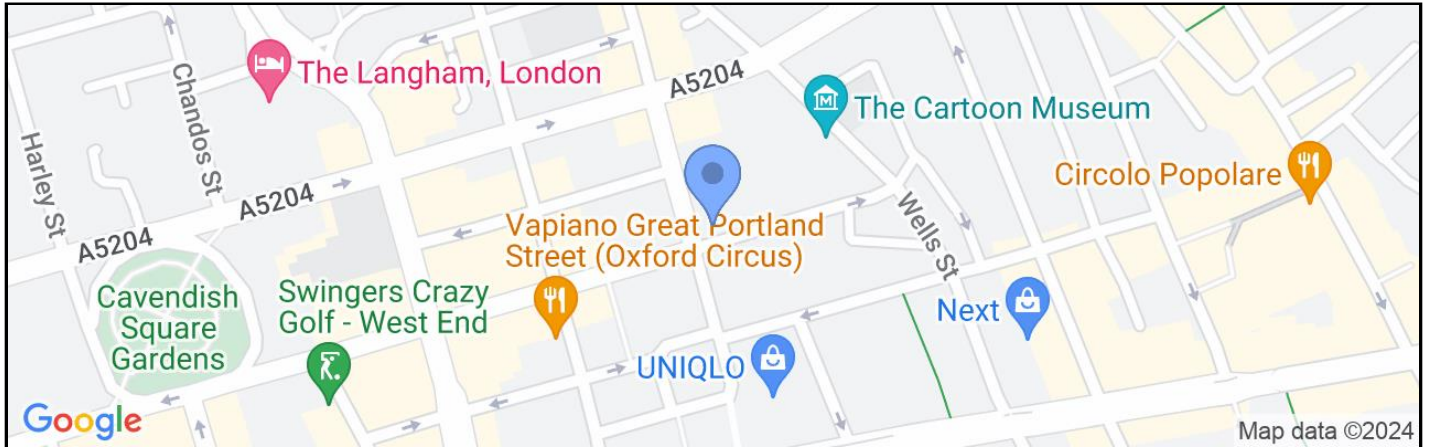 Chandos St
The Langham, London
A5204
The Cartoon Museum
Harley St
Circolo Popolare
A5204
Wells St
Vapiano Great Portland
Street (Oxford Circus)
A5204
Cavendish
Square
Gardens
Swingers Crazy
Golf - West End
Next
UNIQLO
Google
Map data ©2024